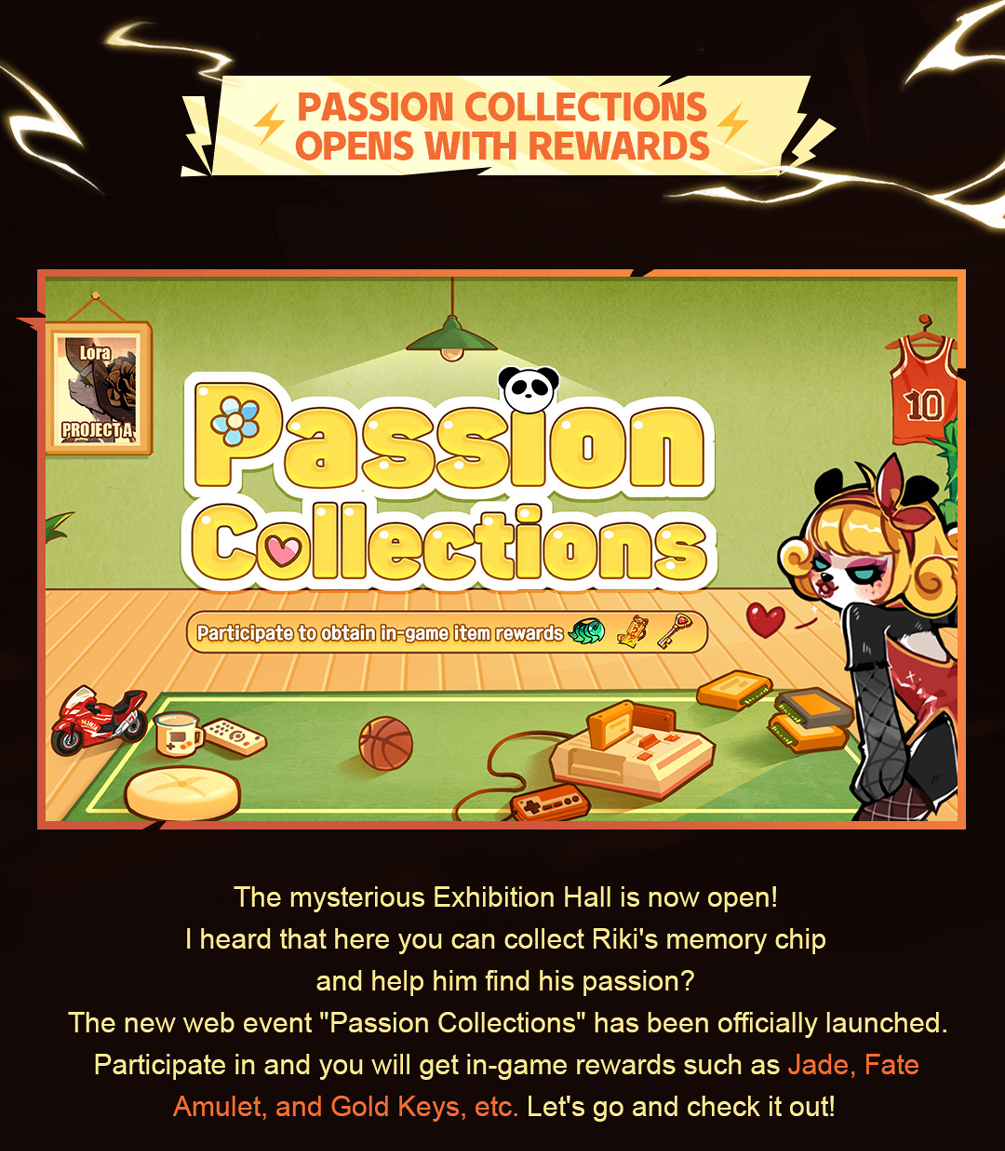 PASSION COLLECTIONS
OPENS WITH REWARDS
Lora
PROJECT A
10
Passion
Collections
Participate to obtain in-game item rewards
NINJA
The mysterious Exhibition Hall is now open!
I heard that here you can collect Riki's memory chip
and help him find his passion?
The new web event "Passion Collections" has been officially launched.
Participate in and you will get in-game rewards such as Jade, Fate
Amulet, and Gold Keys, etc. Let's go and check it out!